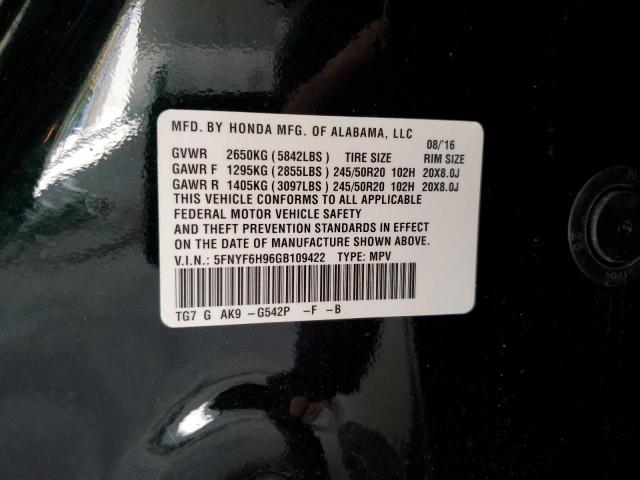 MFD. BY HONDA MFG. OF ALABAMA, LLC 08/'16
GVWR 2650KG (5842LBS) TIRE SIZE RIM SIZE
GAWR F 1295KG (2855LBS) 245/50R20 102H 20X8.0J
GAWR R 1405KG (3097LBS) 245/50R20 102H 20X8.0J
THIS VEHICLE CONFORMS TO ALL APPLICABLE
FEDERAL MOTOR VEHICLE SAFETY
AND THEFT PREVENTION STANDARDS IN EFFECT
ON THE DATE OF MANUFACTURE SHOWN ABOVE.
V.I.N.: 5FNYF6H96GB109422 TYPE: MPV
TG7 G AK9 -G542P -F -B